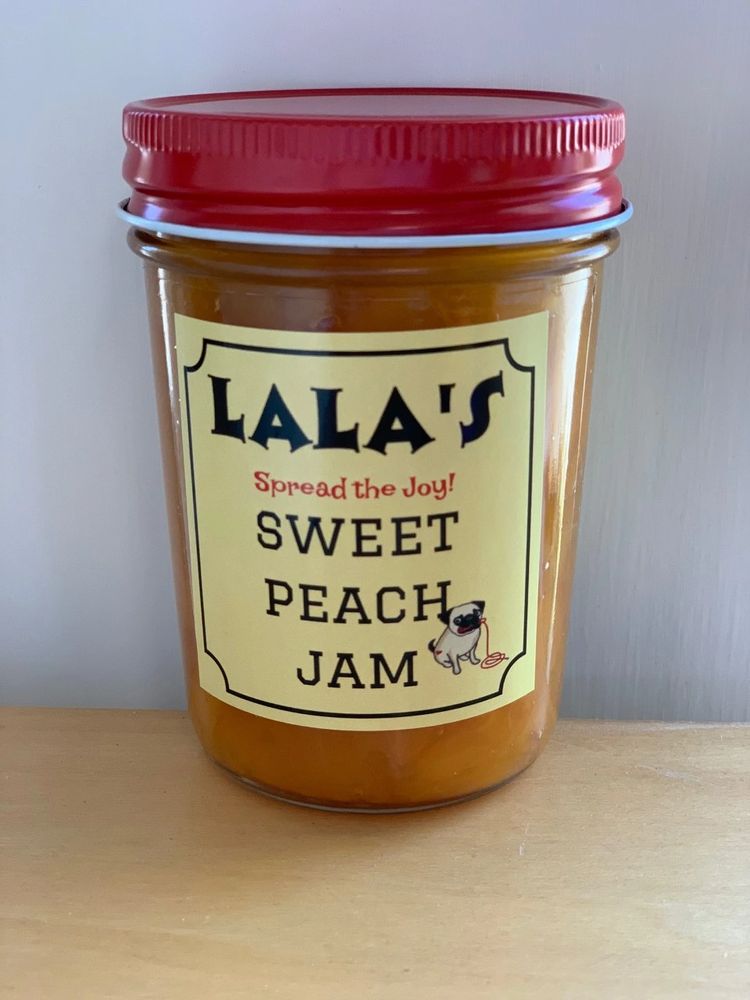 LALA'S
Spread the Joy!
SWEET
PEACH
JAM